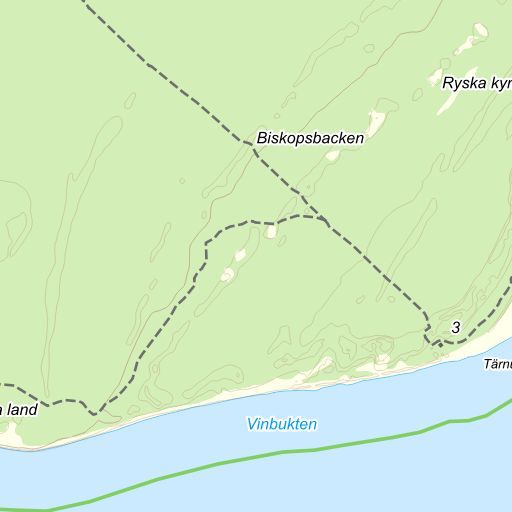 Ryska kyr
Biskopsbacken
3
Tärnu
a land
Vinbukten